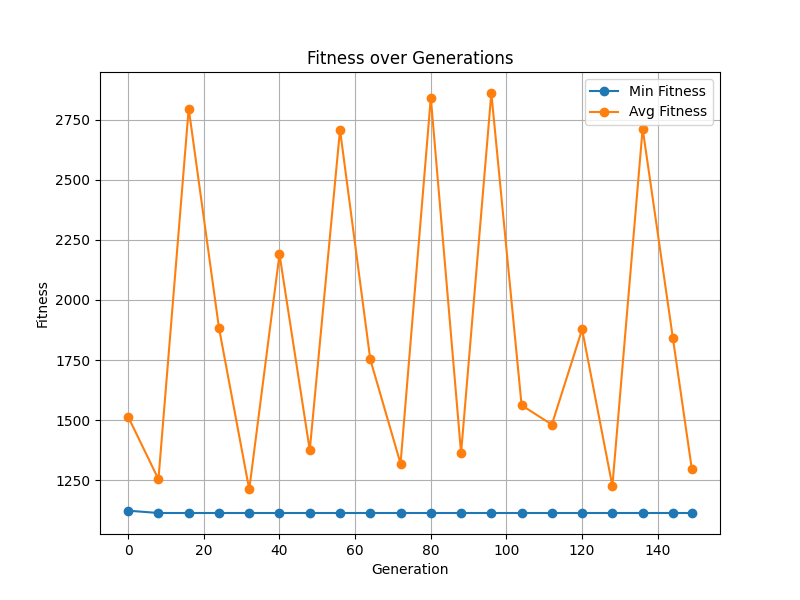 Fitness over Generations
Min Fitness
Avg Fitness
2750
2500
2250
2000
1750
1500
1250
Fitness
0 20 40 60 80 100 120 140
Generation